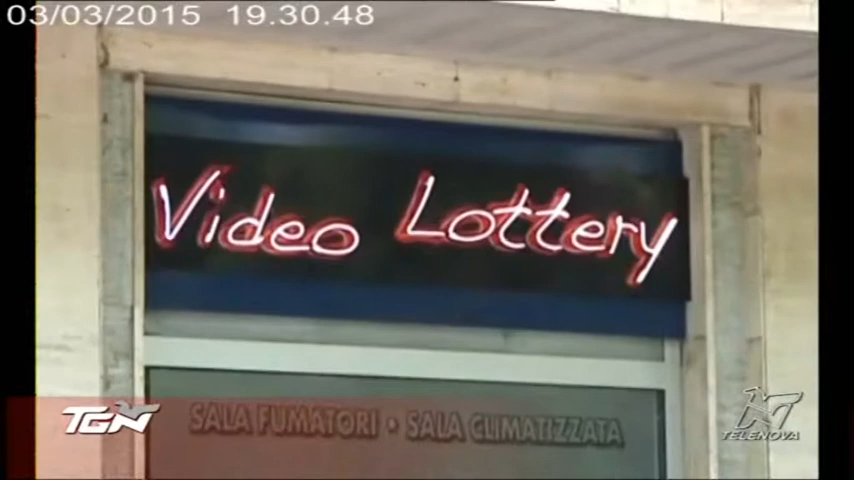 03/03/2015 19.30.48
Video Lottery
SALA FUMATORI • SALA CLIMATIZZATA
TGN
TELENOVA